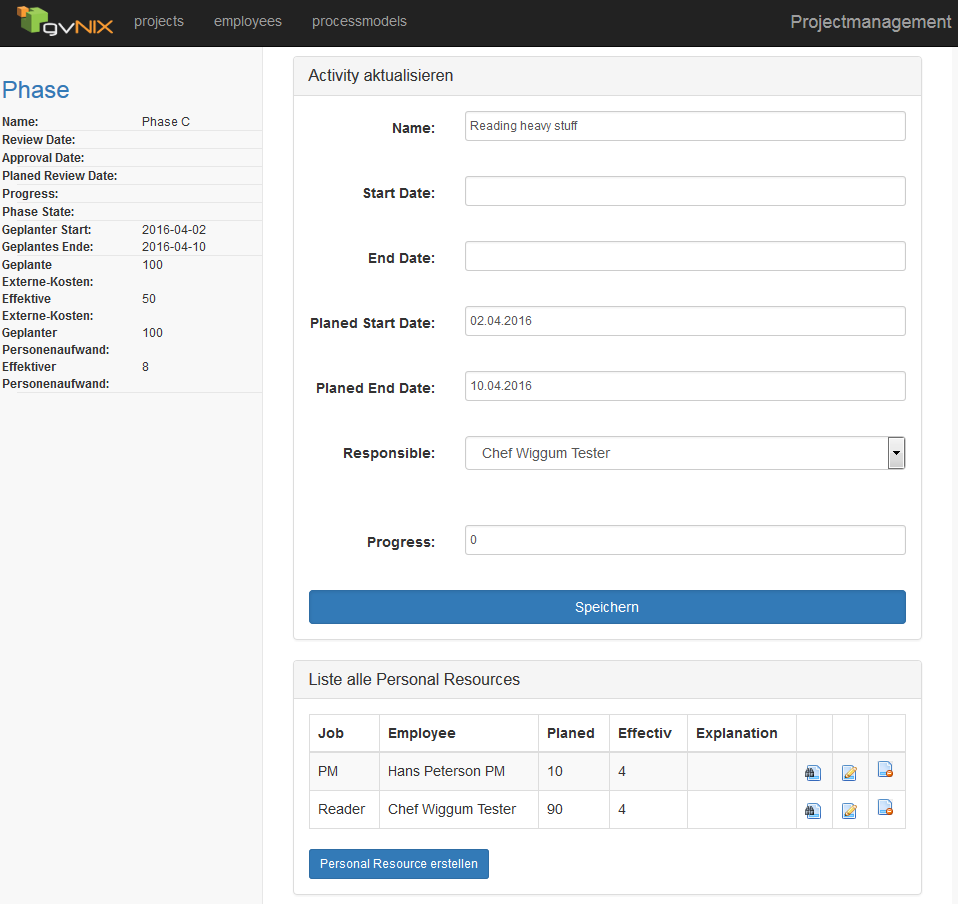 gvNIX projects employees processmodels Projectmanagement
Phase
Name: Phase C
Review Date:
Approval Date:
Planed Review Date:
Progress:
Phase State:
Geplanter Start: 2016-04-02
Geplantes Ende: 2016-04-10
Geplante 100
Externe-Kosten:
Effektive 50
Externe-Kosten:
Geplanter 100
Personenaufwand:
Effektiver 8
Personenaufwand:
Activity aktualisieren
Name: Reading heavy stuff
Start Date:
End Date:
Planed Start Date: 02.04.2016
Planed End Date: 10.04.2016
Responsible: Chef Wiggum Tester
Progress: 0
Speichern
Liste alle Personal Resources
Job Employee Planed Effectiv Explanation
PM Hans Peterson PM 10 4
Reader Chef Wiggum Tester 90 4
Personal Resource erstellen